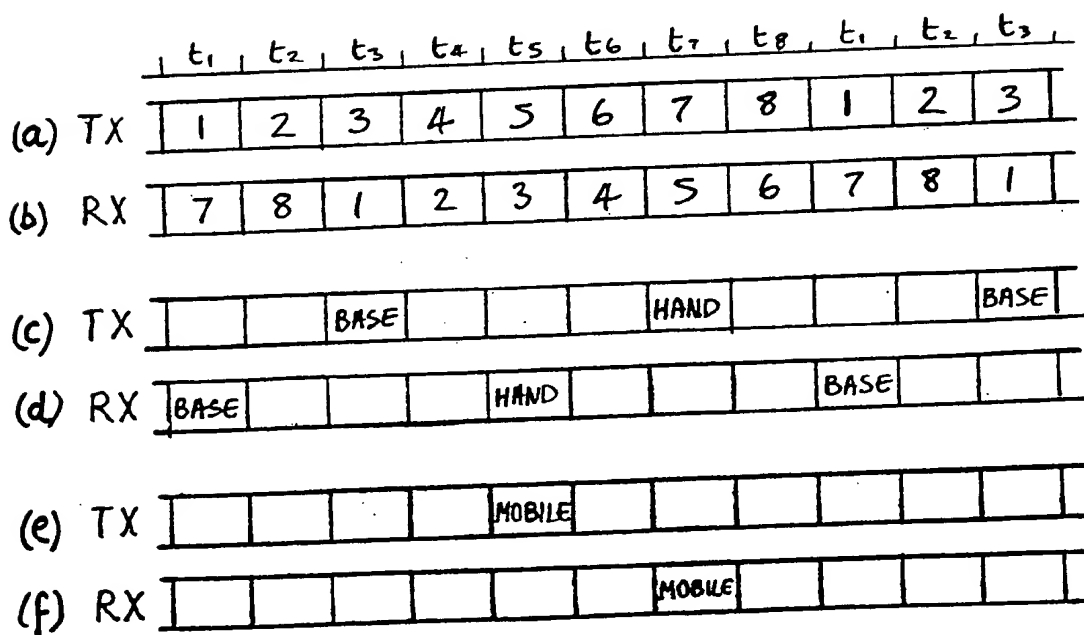 t1 t2 t3 t4 t5 t6 t7 t8 t1 t2 t3
(a) TX 1 2 3 4 5 6 7 8 1 2 3
(b) RX 7 8 1 2 3 4 5 6 7 8 1
(c) TX BASE HAND BASE
(d) RX BASE HAND BASE
(e) TX MOBILE
(f) RX MOBILE